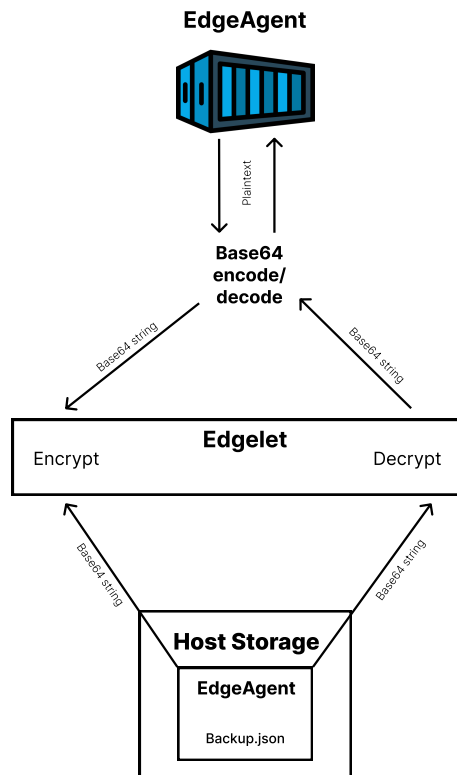 EdgeAgent
Plaintext
Base64
encode/
decode
Base64 string
Base64 string
Edgelet
Encrypt
Decrypt
Base64 string
Base64 string
Host Storage
EdgeAgent
Backup.json